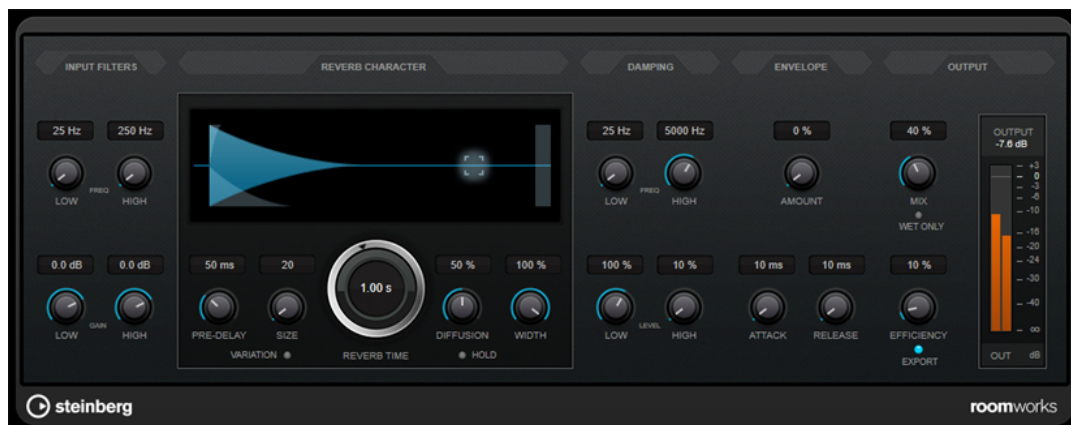 INPUT FILTERS
REVERB CHARACTER
DAMPING
ENVELOPE
OUTPUT
25 Hz
250 Hz
LOW
FREQ
HIGH
0.0 dB
0.0 dB
LOW
GAIN
HIGH
50 ms
20
1.00 s
50 %
100 %
PRE-DELAY
SIZE
DIFFUSION
WIDTH
VARIATION
REVERB TIME
HOLD
25 Hz
5000 Hz
LOW
FREQ
HIGH
100 %
10 %
LOW
LEVEL
HIGH
0 %
AMOUNT
10 ms
10 ms
ATTACK
RELEASE
40 %
MIX
WET ONLY
10 %
EFFICIENCY
EXPORT
OUTPUT
-7.6 dB
+3
0
-3
-6
-10
-16
-20
-24
-30
-40
∞
OUT dB
steinberg
roomworks